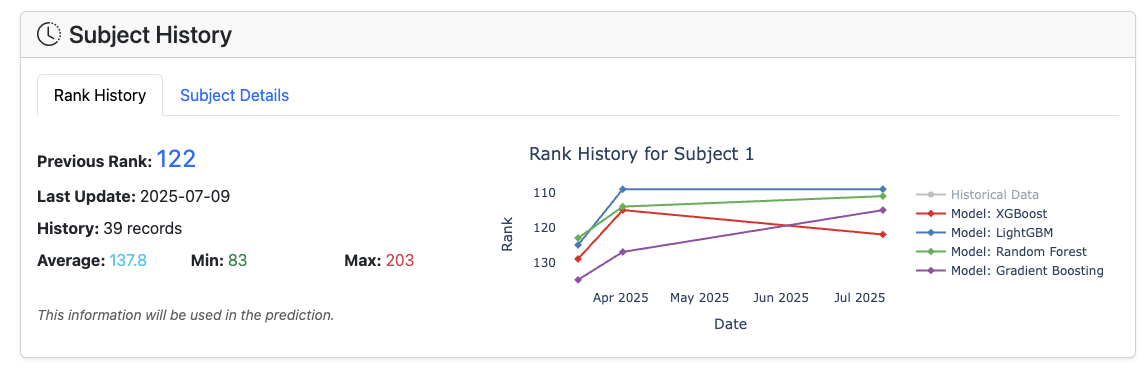 Subject History
Rank History
Subject Details
Previous Rank: 122
Last Update: 2025-07-09
History: 39 records
Average: 137.8 Min: 83 Max: 203
This information will be used in the prediction.
Rank History for Subject 1
110
120
130
Rank
Apr 2025 May 2025 Jun 2025 Jul 2025
Date
Historical Data
Model: XGBoost
Model: LightGBM
Model: Random Forest
Model: Gradient Boosting